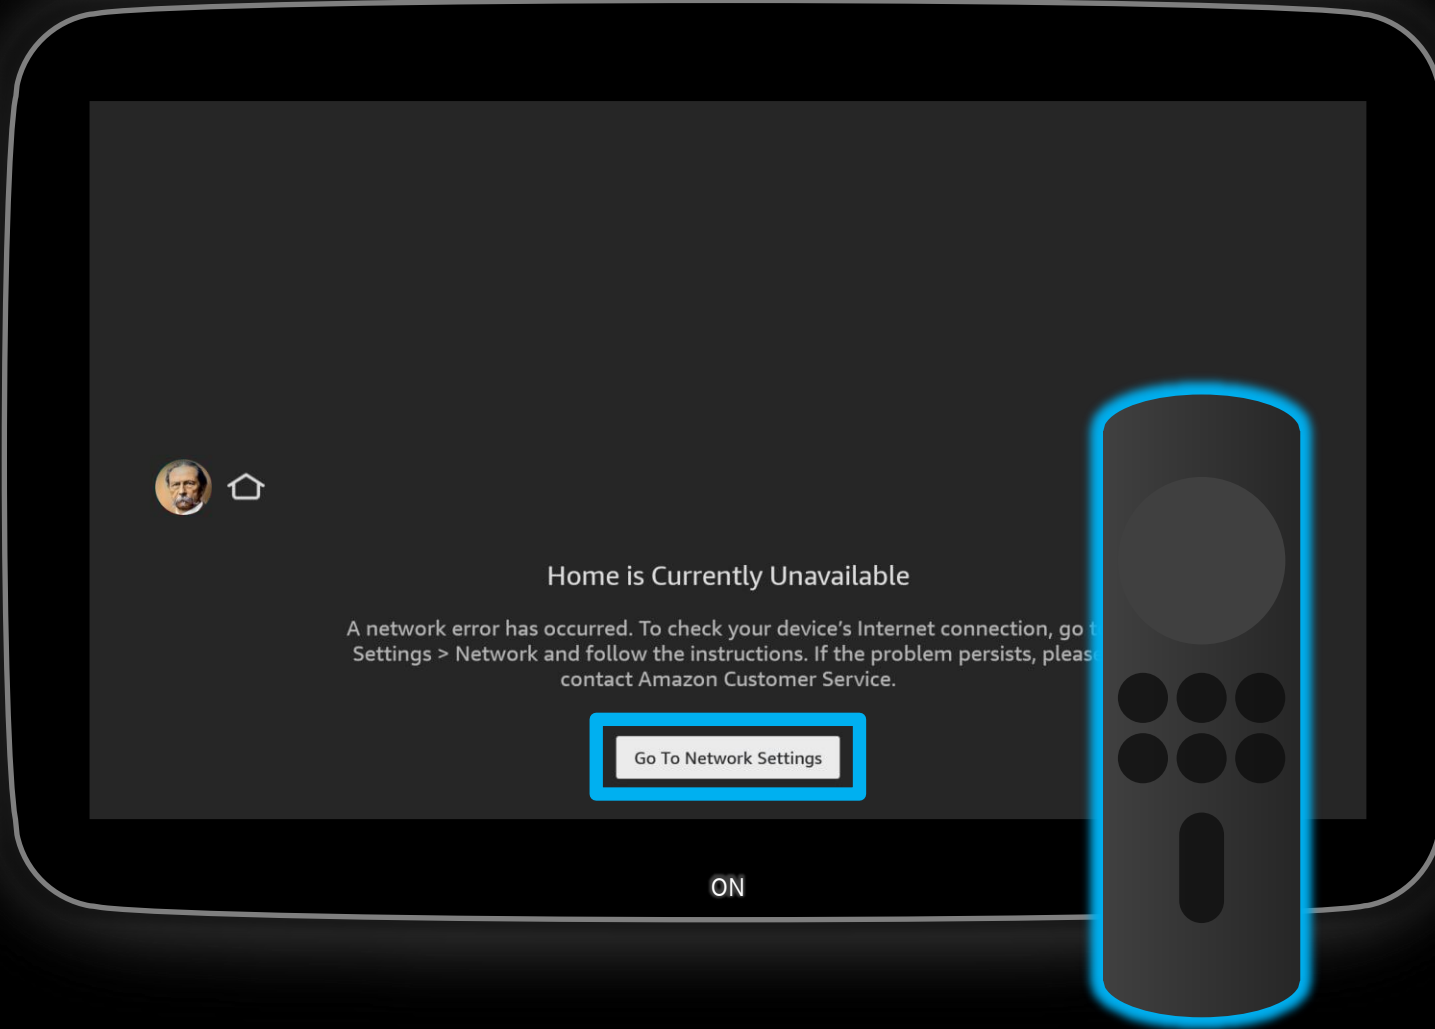 Home is Currently Unavailable
A network error has occurred. To check your device’s Internet connection, go
Settings > Network and follow the instructions. If the problem persists, please
contact Amazon Customer Service.
Go To Network Settings
ON